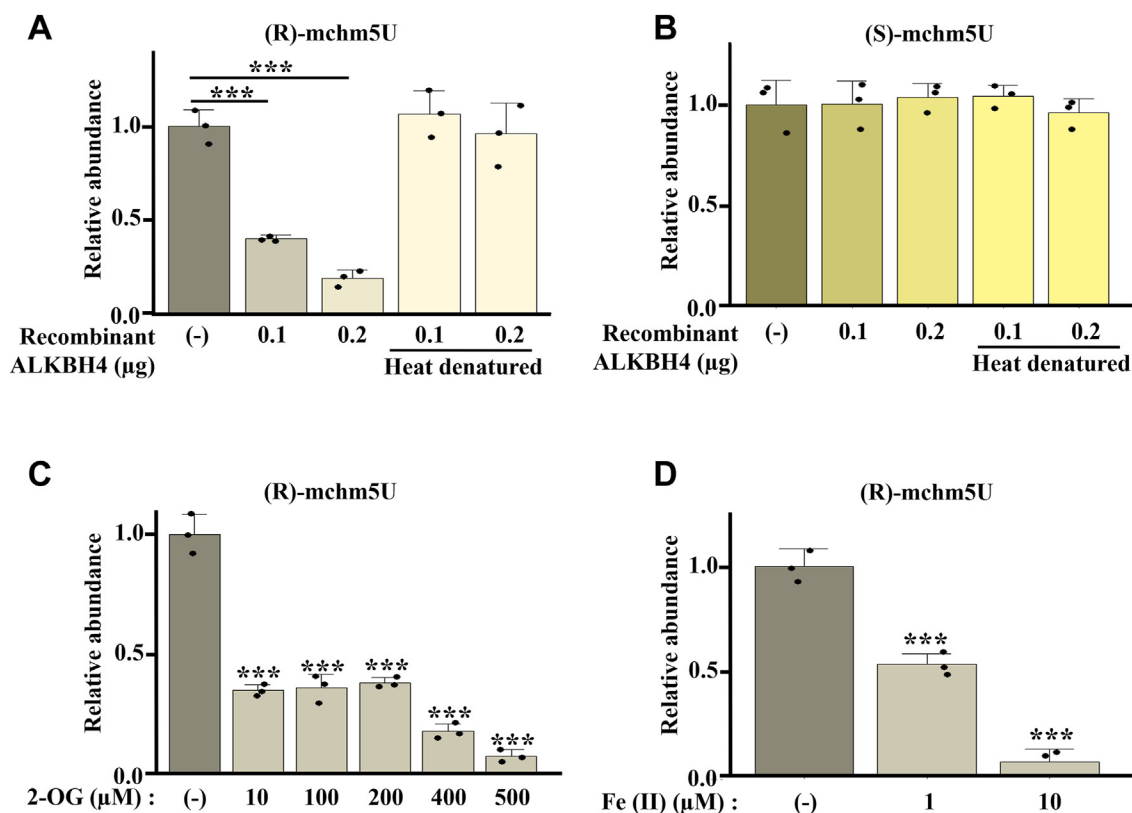 A
(R)-mchm5U
Relative abundance
1.0
0.5
0.0
***
***
Recombinant
ALKBH4 (μg)
(-) 0.1 0.2 0.1 0.2
Heat denatured
B
(S)-mchm5U
Relative abundance
1.0
0.5
0.0
Recombinant
ALKBH4 (μg)
(-) 0.1 0.2 0.1 0.2
Heat denatured
C
(R)-mchm5U
Relative abundance
1.0
0.5
0.0
*** *** *** *** ***
2-OG (μM) : (-) 10 100 200 400 500
D
(R)-mchm5U
Relative abundance
1.0
0.5
0.0
*** ***
Fe (II) (μM) : (-) 1 10